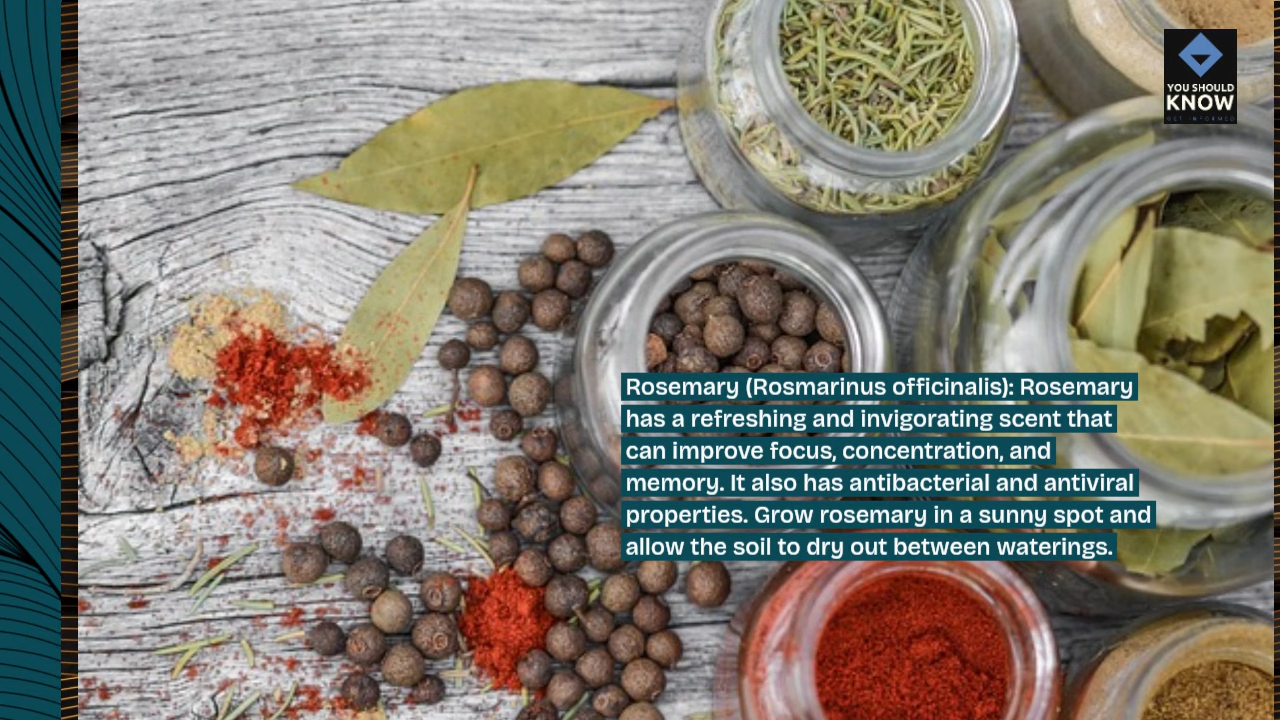 YOU SHOULD
KNOW
GET INFORMED
Rosemary (Rosmarinus officinalis): Rosemary
has a refreshing and invigorating scent that
can improve focus, concentration, and
memory. It also has antibacterial and antiviral
properties. Grow rosemary in a sunny spot and
allow the soil to dry out between waterings.